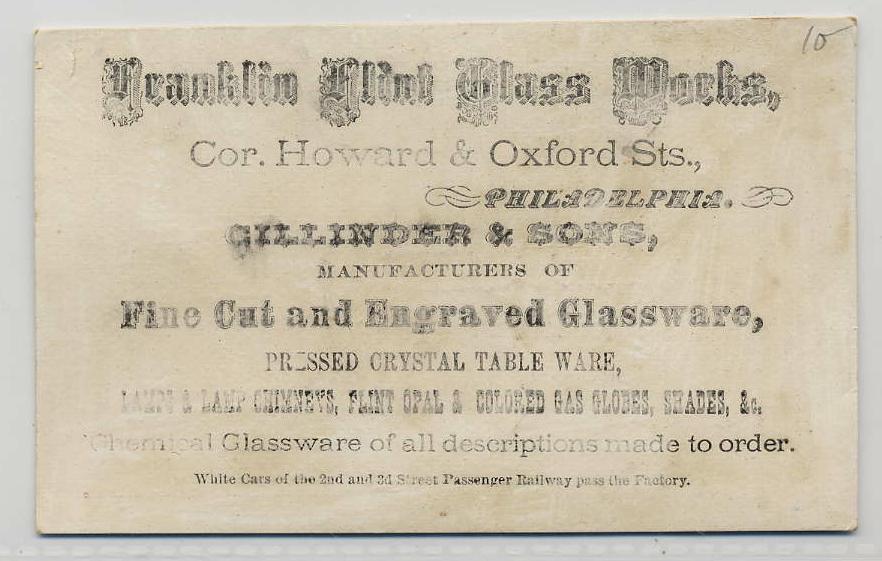 10
Franklin Flint Glass Works,
Cor. Howard & Oxford Sts.,
PHILADELPHIA.
GILLINDER & SONS,
MANUFACTURERS OF
Fine Cut and Engraved Glassware,
PRESSED CRYSTAL TABLE WARE,
LAMPS & LAMP CHIMNEYS, FLINT OPAL & COLORED GAS GLOBES, SHADES, &c.
Chemical Glassware of all descriptions made to order.
White Cars of the 2nd and 3d Street Passenger Railway pass the Factory.